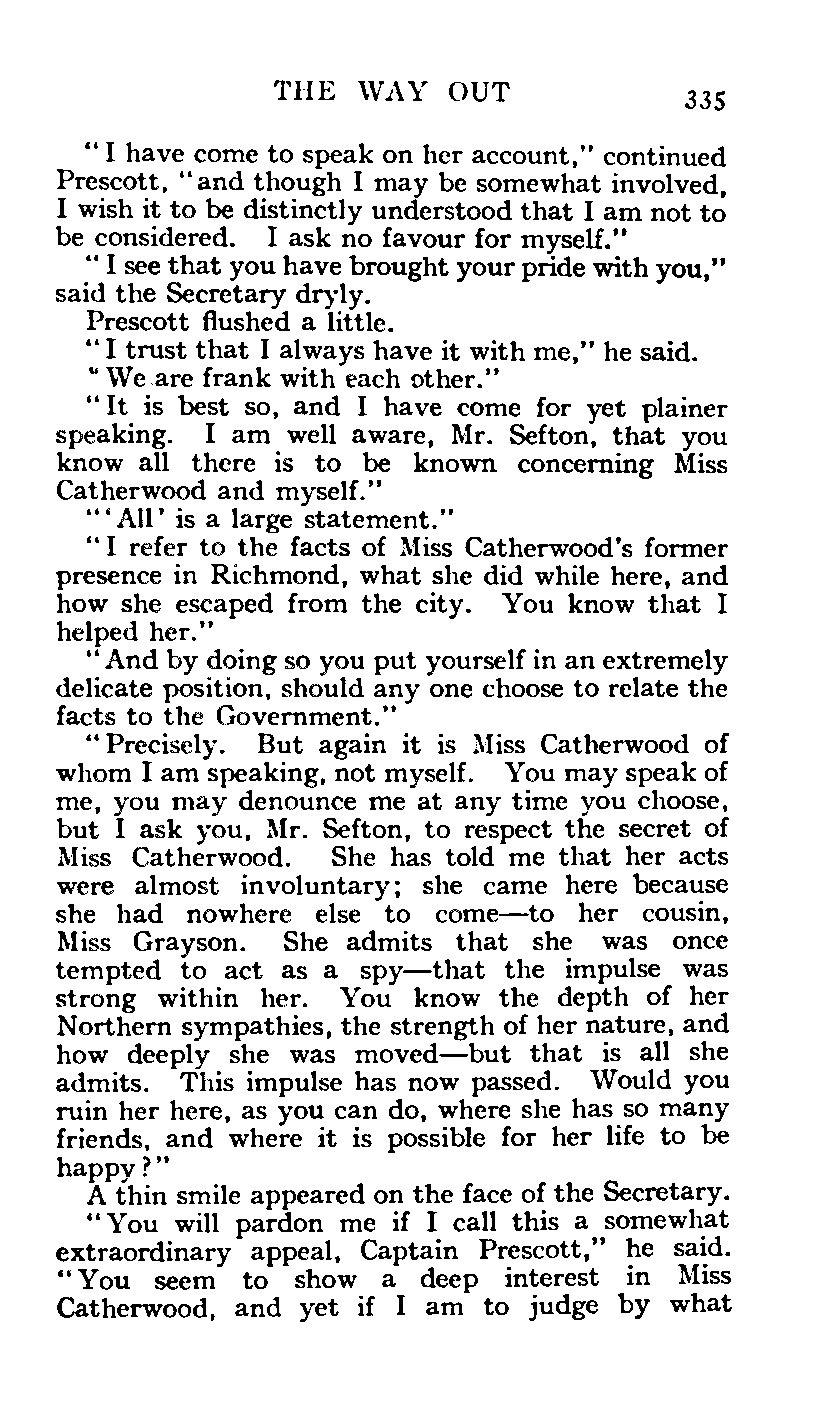 THE WAY OUT 335
"I have come to speak on her account," continued
Prescott, "and though I may be somewhat involved,
I wish it to be distinctly understood that I am not to
be considered. I ask no favour for myself."
"I see that you have brought your pride with you,"
said the Secretary dryly.
Prescott flushed a little.
"I trust that I always have it with me," he said.
"We are frank with each other."
"It is best so, and I have come for yet plainer
speaking. I am well aware, Mr. Sefton, that you
know all there is to be known concerning Miss
Catherwood and myself."
"'All' is a large statement."
"I refer to the facts of Miss Catherwood's former
presence in Richmond, what she did while here, and
how she escaped from the city. You know that I
helped her."
"And by doing so you put yourself in an extremely
delicate position, should any one choose to relate the
facts to the Government."
"Precisely. But again it is Miss Catherwood of
whom I am speaking, not myself. You may speak of
me, you may denounce me at any time you choose,
but I ask you, Mr. Sefton, to respect the secret of
Miss Catherwood. She has told me that her acts
were almost involuntary; she came here because
she had nowhere else to come—to her cousin,
Miss Grayson. She admits that she was once
tempted to act as a spy—that the impulse was
strong within her. You know the depth of her
Northern sympathies, the strength of her nature, and
how deeply she was moved—but that is all she
admits. This impulse has now passed. Would you
ruin her here, as you can do, where she has so many
friends, and where it is possible for her life to be
happy?"
A thin smile appeared on the face of the Secretary.
"You will pardon me if I call this a somewhat
extraordinary appeal, Captain Prescott," he said.
"You seem to show a deep interest in Miss
Catherwood, and yet if I am to judge by what